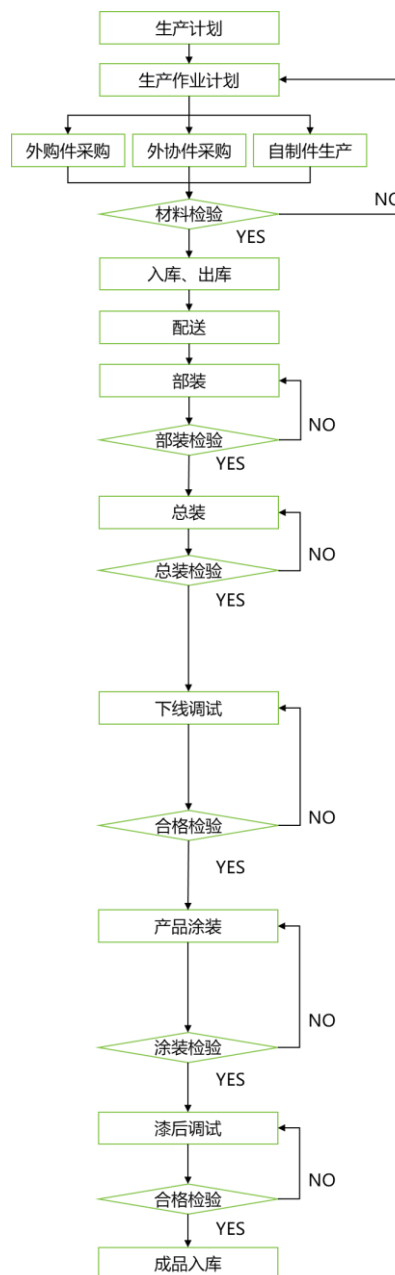 生产计划
生产作业计划
外购件采购
外协件采购
自制件生产
材料检验
NO
YES
入库、出库
配送
部装
NO
部装检验
YES
总装
NO
总装检验
YES
下线调试
NO
合格检验
YES
产品涂装
NO
涂装检验
YES
漆后调试
NO
合格检验
YES
成品入库